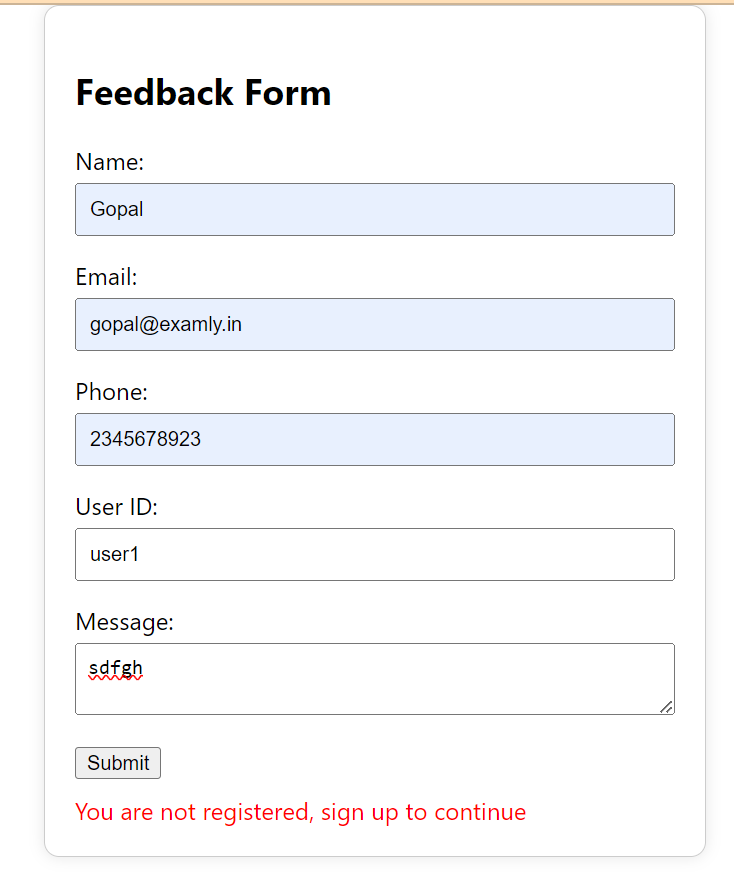 Feedback Form
Name:
Gopal
Email:
gopal@examly.in
Phone:
2345678923
User ID:
user1
Message:
sdfgh
Submit
You are not registered, sign up to continue